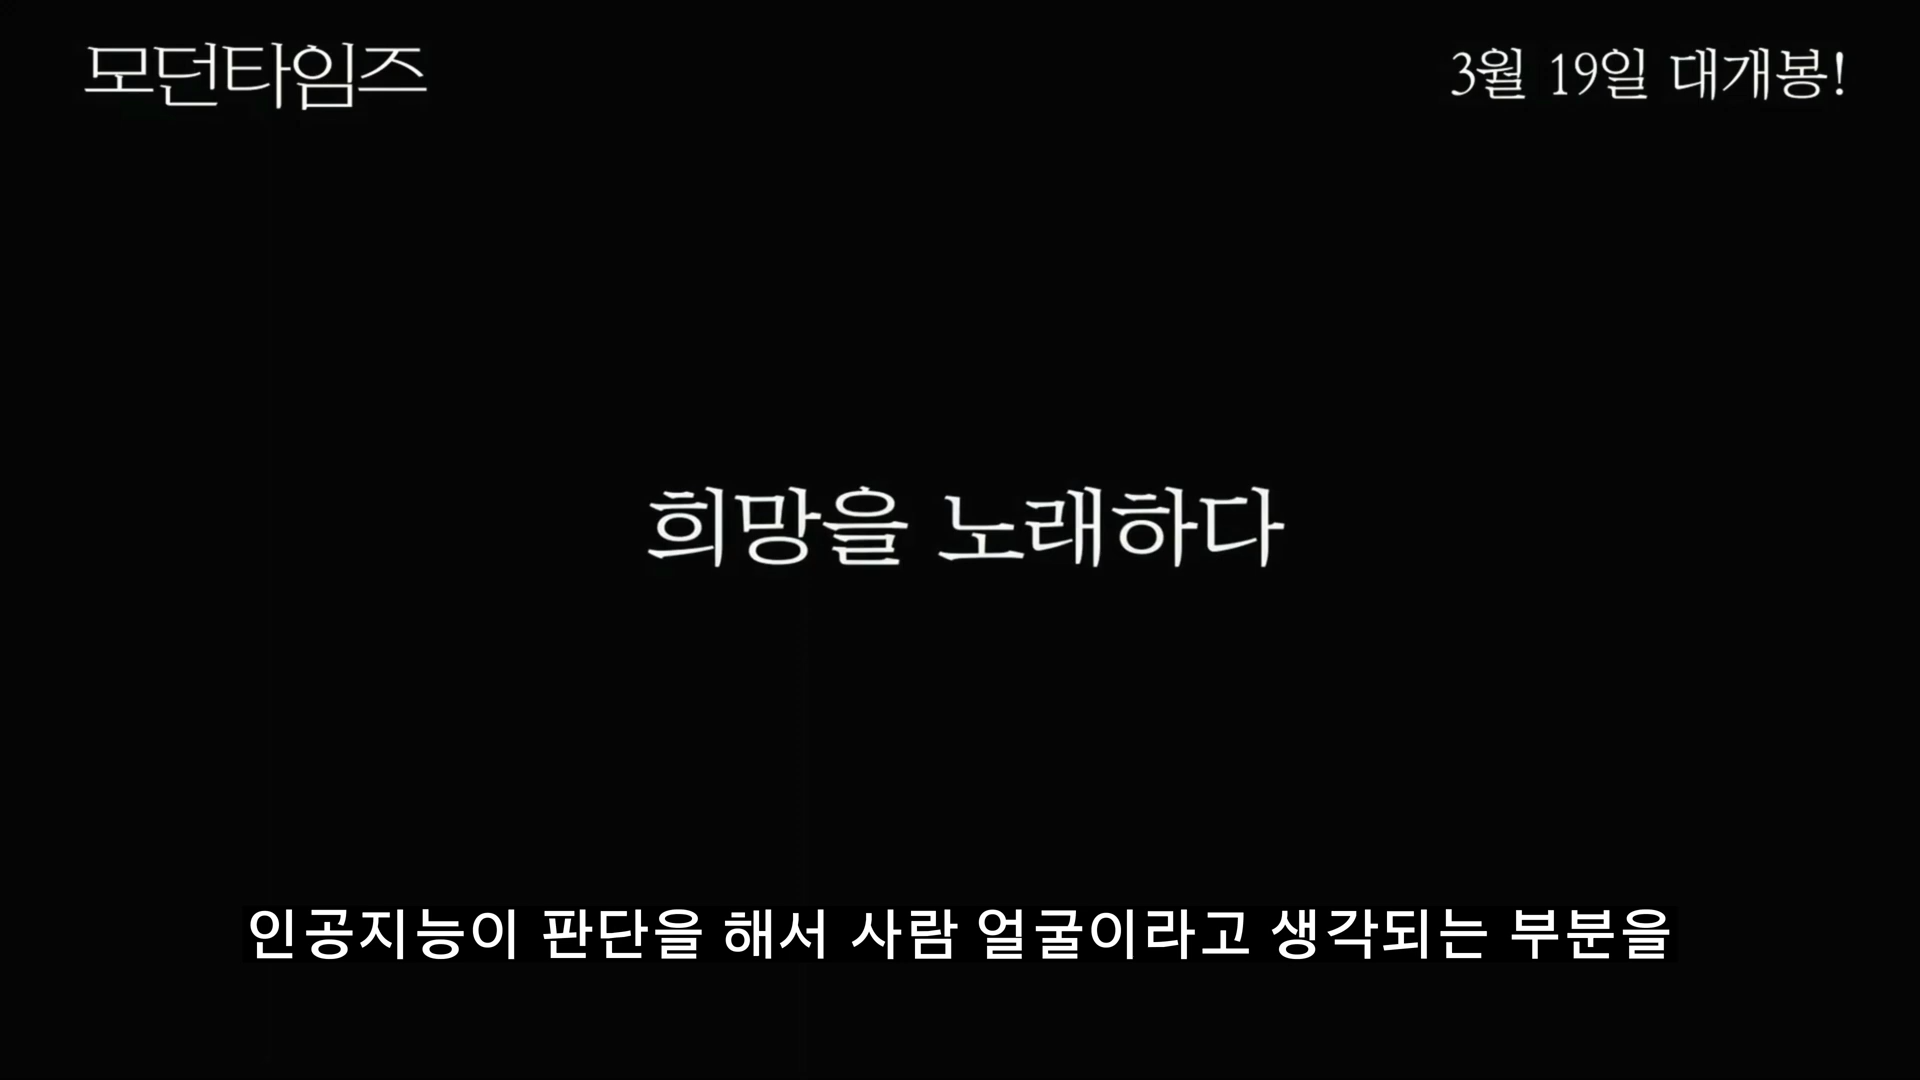 모던타임즈
3월 19일 대개봉!
희망을 노래하다
인공지능이 판단을 해서 사람 얼굴이라고 생각되는 부분을